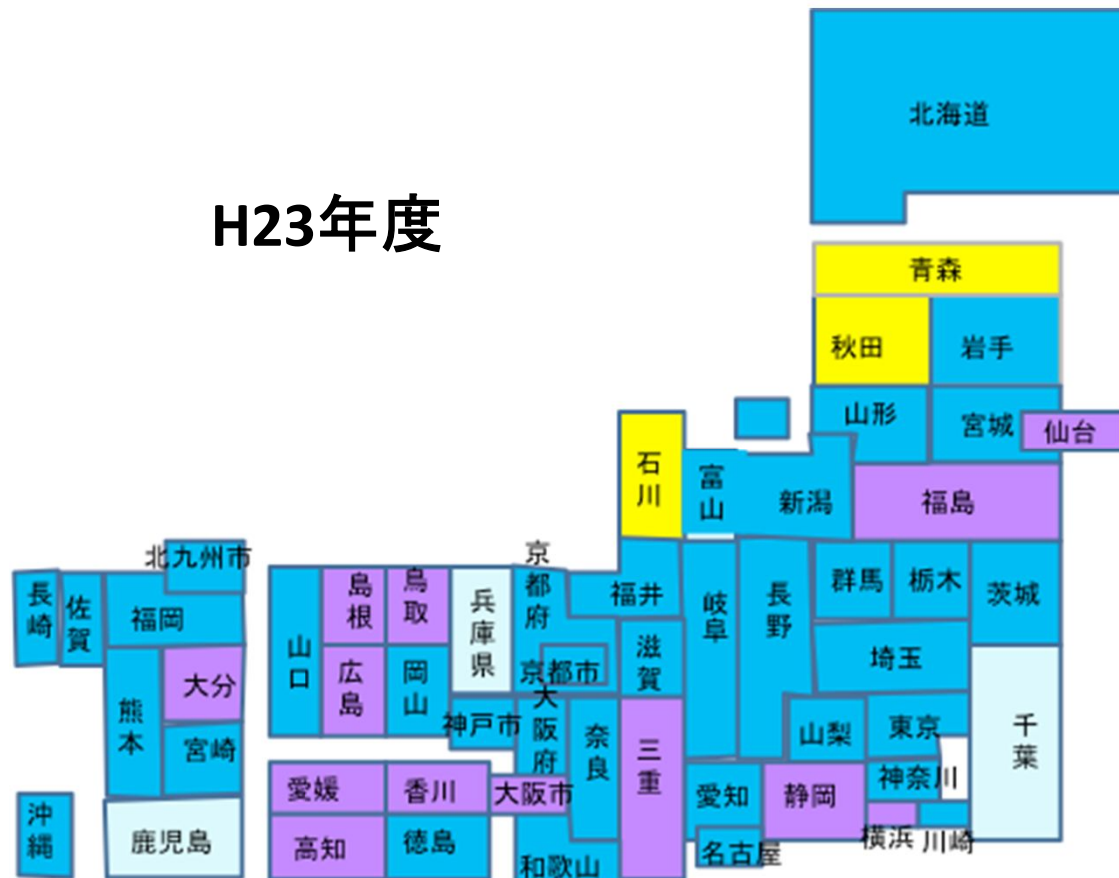 北海道
H23年度
青森
秋田
岩手
山形
宮城
仙台
石川
富山
新潟
福島
京都府
北九州市
長崎
佐賀
福岡
島根
鳥取
兵庫県
福井
岐阜
長野
群馬
栃木
茨城
山口
滋賀
埼玉
大分
広島
岡山
京都市
熊本
宮崎
神戸市
大阪府
奈良
三重
山梨
東京
千葉
愛媛
香川
大阪市
愛知
静岡
神奈川
沖縄
鹿児島
高知
徳島
和歌山
名古屋
横浜
川崎